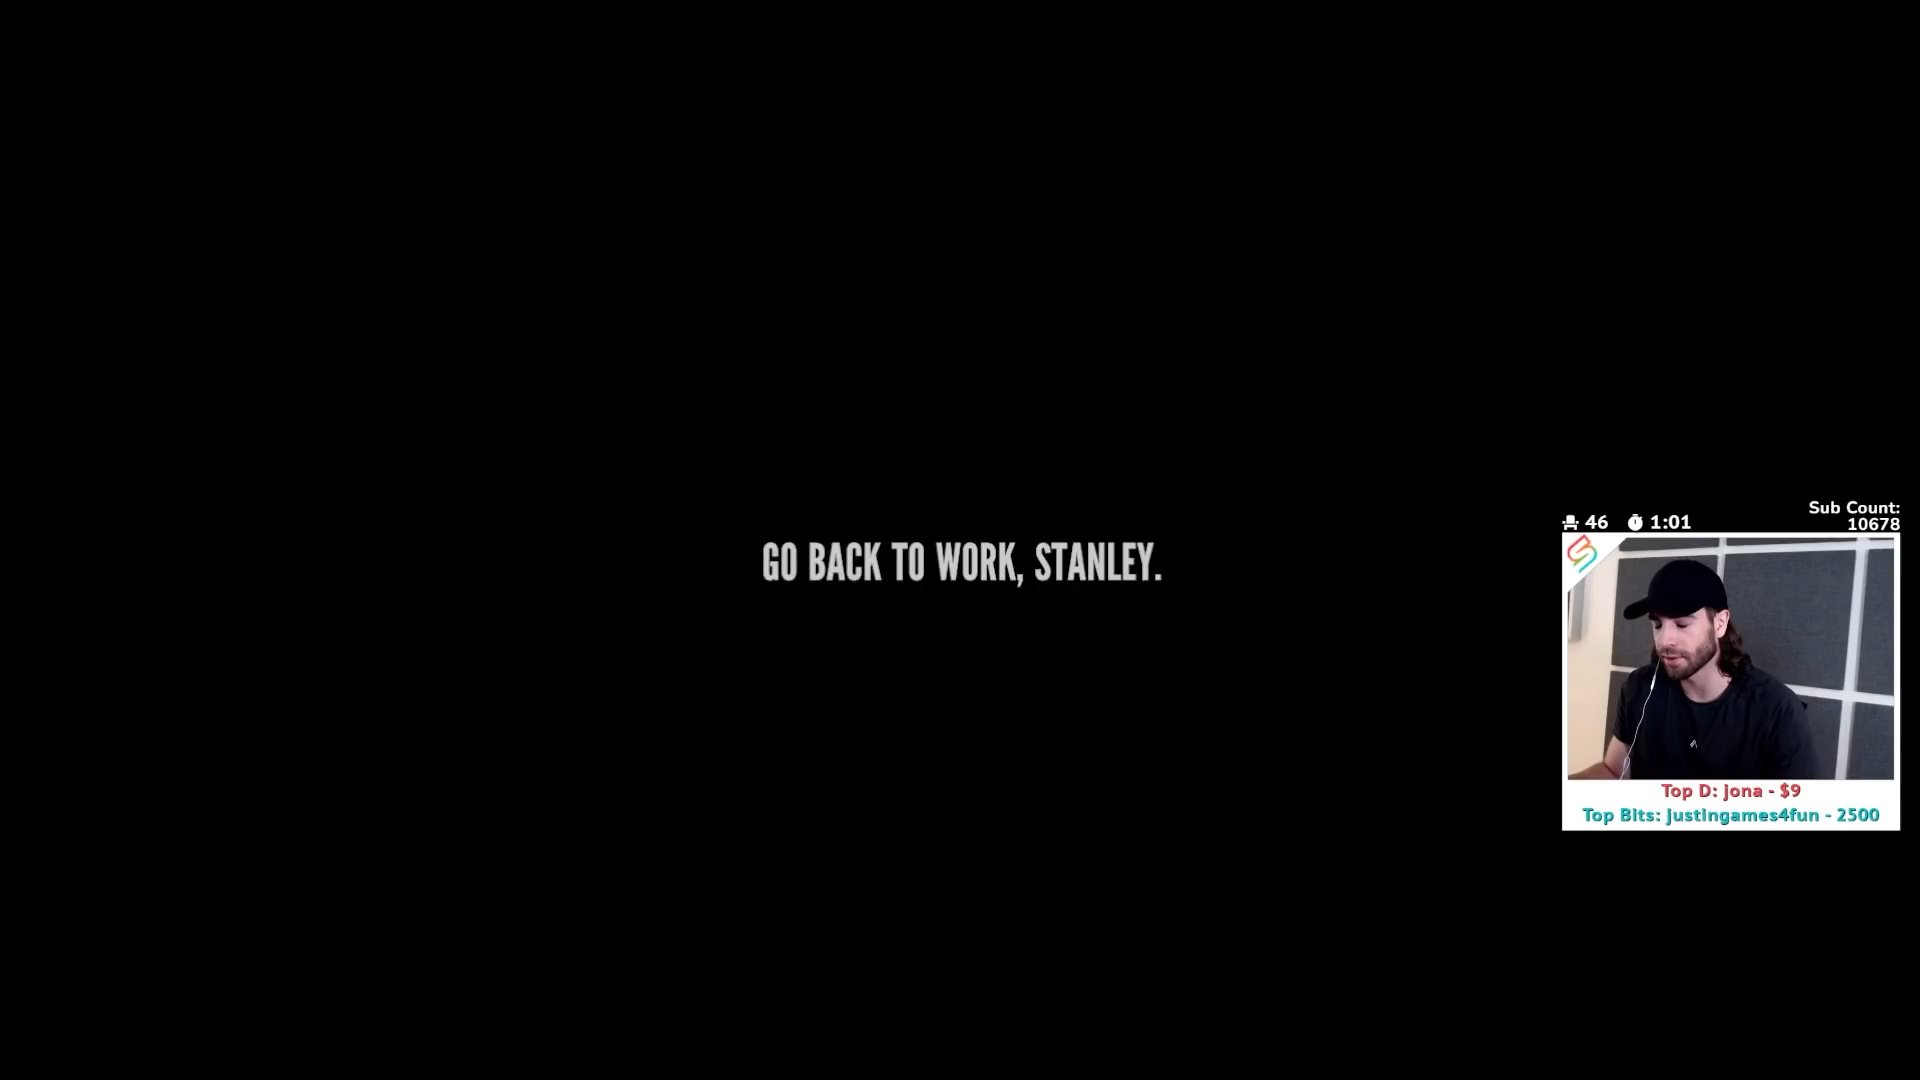 GO BACK TO WORK, STANLEY.
Sub Count:
46 1:01 10678
Top D: jona - $9
Top Bits: justingames4fun - 2500